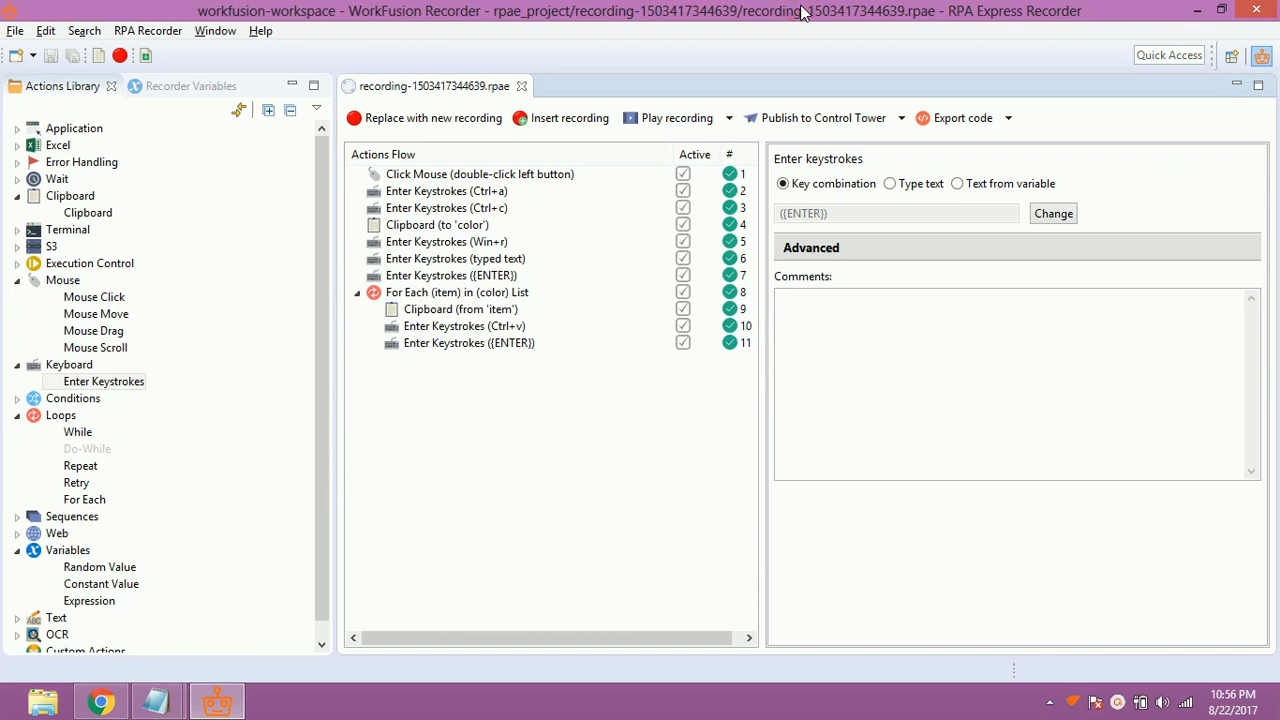 workfusion-workspace - WorkFusion Recorder - rpae_project/recording-1503417344639/recording-1503417344639.rpae - RPA Express Recorder
File Edit Search RPA Recorder Window Help
Quick Access
Actions Library Recorder Variables
Application
Excel
Error Handling
Wait
Clipboard
Clipboard
Terminal
S3
Execution Control
Mouse
Mouse Click
Mouse Move
Mouse Drag
Mouse Scroll
Keyboard
Enter Keystrokes
Conditions
Loops
While
Do-While
Repeat
Retry
For Each
Sequences
Web
Variables
Random Value
Constant Value
Expression
Text
OCR
Custom Actions
recording-1503417344639.rpae
Replace with new recording Insert recording Play recording Publish to Control Tower Export code
Actions Flow Active #
Click Mouse (double-click left button) 1
Enter Keystrokes (Ctrl+a) 2
Enter Keystrokes (Ctrl+c) 3
Clipboard (to 'color') 4
Enter Keystrokes (Win+r) 5
Enter Keystrokes (typed text) 6
Enter Keystrokes ({ENTER}) 7
For Each (item) in (color) List 8
Clipboard (from 'item') 9
Enter Keystrokes (Ctrl+v) 10
Enter Keystrokes ({ENTER}) 11
Enter keystrokes
Key combination Type text Text from variable
({ENTER}) Change
Advanced
Comments:
10:56 PM
8/22/2017